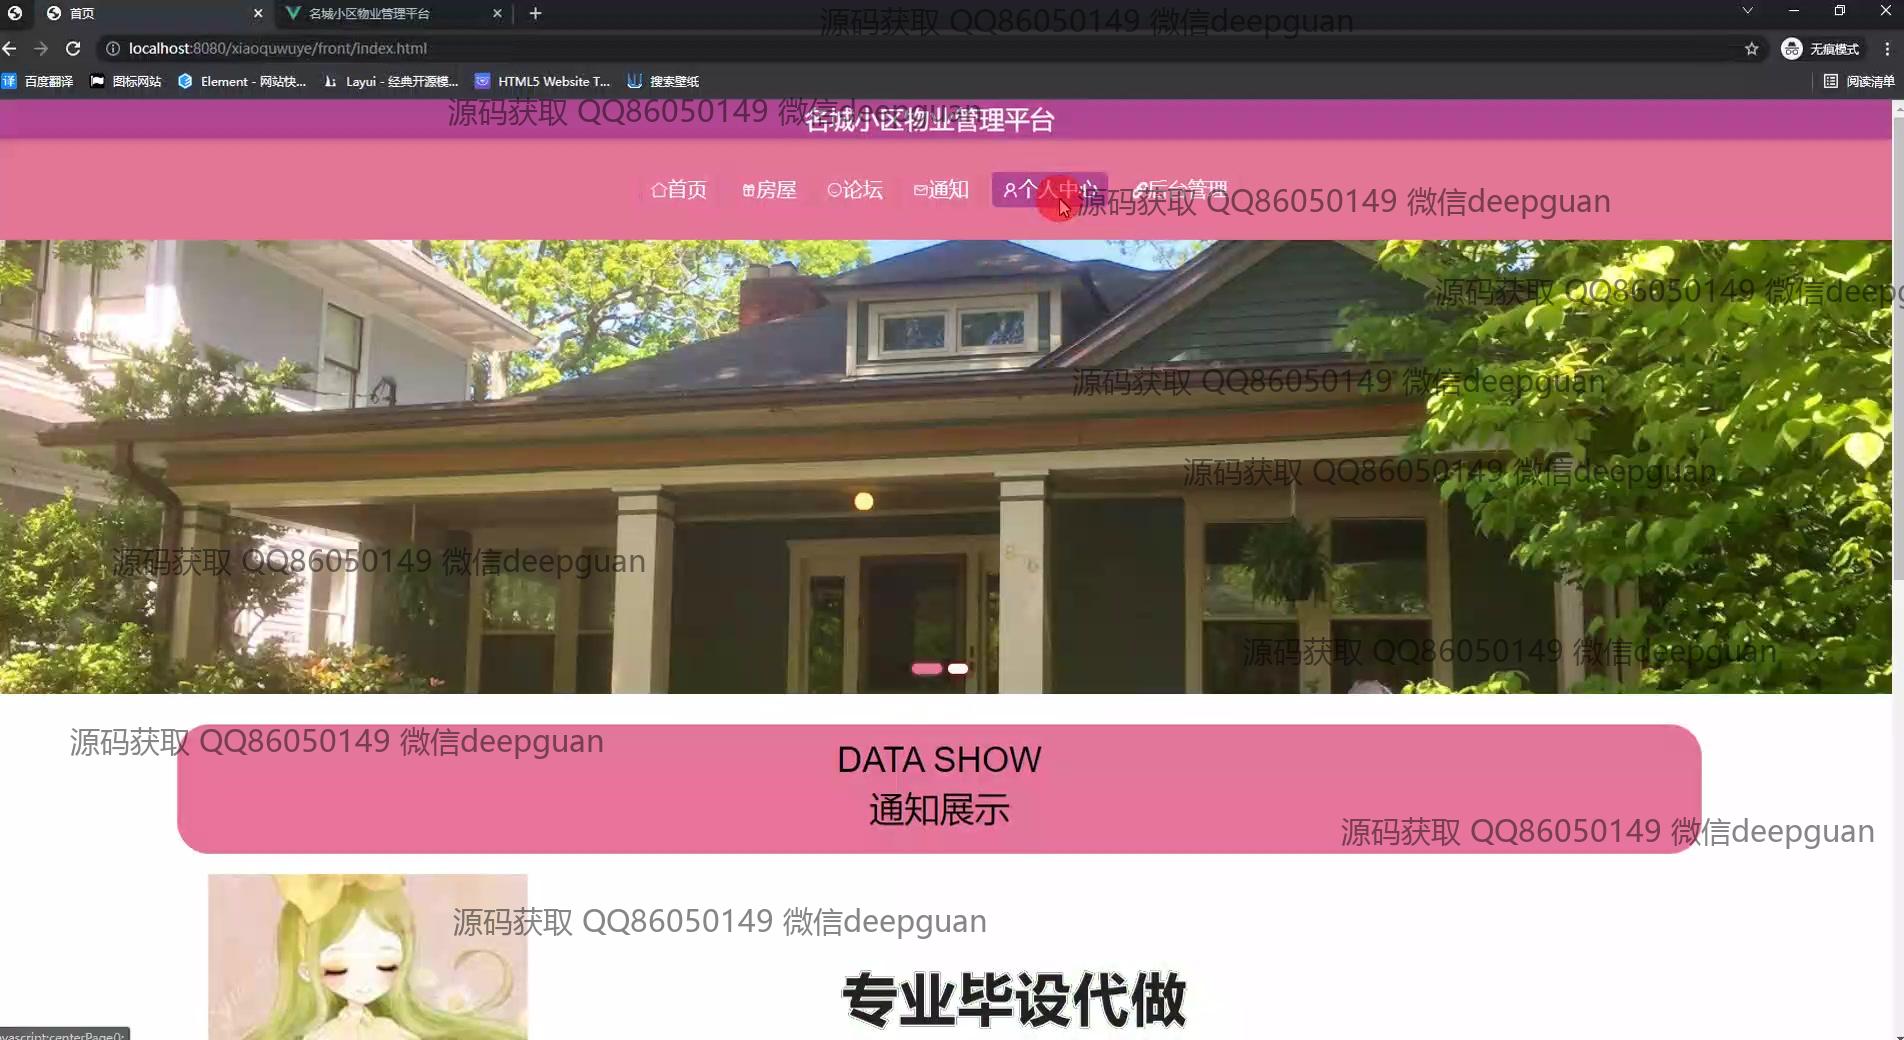 首页
名城小区物业管理平台
源码获取 QQ86050149 微信deepguan
localhost:8080/xiaoquwuye/front/index.html
无痕模式
百度翻译
图标网站
Element - 网站快...
Layui - 经典开源模...
HTML5 Website T...
搜索壁纸
阅读清单
源码获取 QQ86050149 微信deepguan
名城小区物业管理平台
首页
房屋
论坛
通知
个人中心
后台管理
源码获取 QQ86050149 微信deepguan
源码获取 QQ86050149 微信deep
源码获取 QQ86050149 微信deepguan
源码获取 QQ86050149 微信deepguan
源码获取 QQ86050149 微信deepguan
源码获取 QQ86050149 微信deepguan
源码获取 QQ86050149 微信deepguan
DATA SHOW
通知展示
源码获取 QQ86050149 微信deepguan
源码获取 QQ86050149 微信deepguan
专业毕设代做
vascript:centerPage();